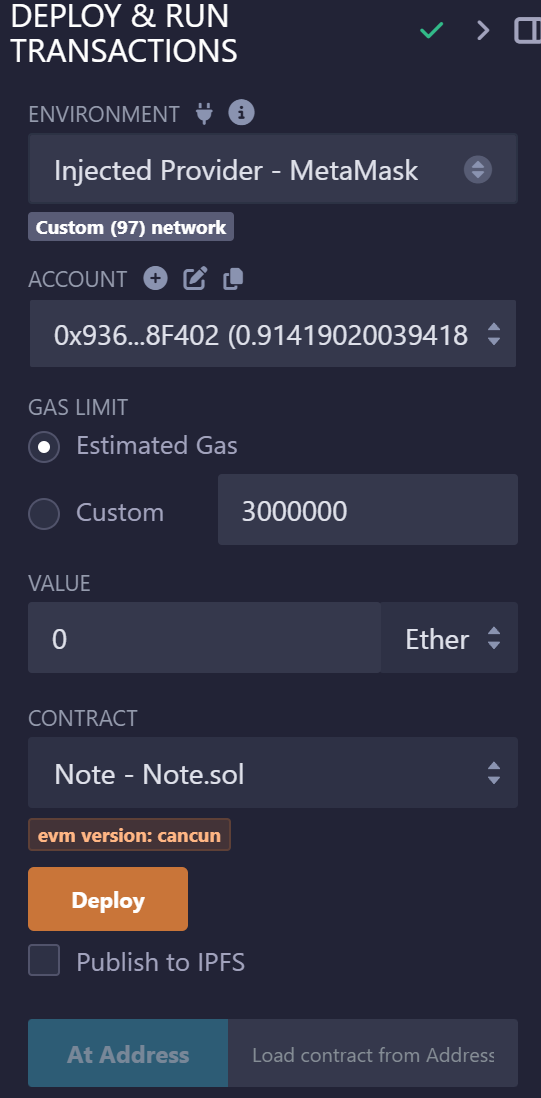 DEPLOY & RUN
TRANSACTIONS
ENVIRONMENT
Injected Provider - MetaMask
Custom (97) network
ACCOUNT
0x936...8F402 (0.91419020039418
GAS LIMIT
Estimated Gas
Custom
3000000
VALUE
0
Ether
CONTRACT
Note - Note.sol
evm version: cancun
Deploy
Publish to IPFS
At Address
Load contract from Address